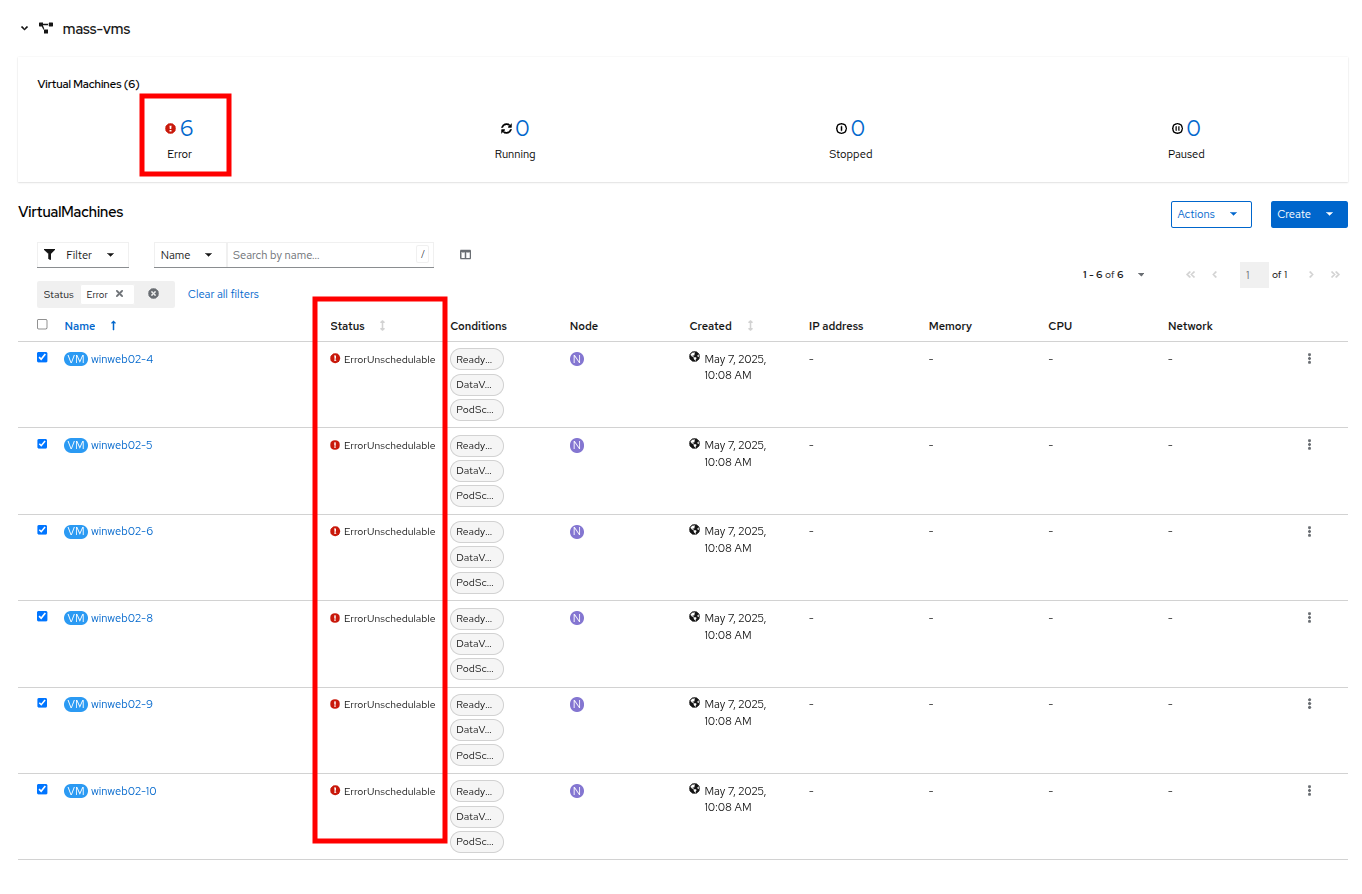 mass-vms
Virtual Machines (6)
6 0 0 0
Error Running Stopped Paused
VirtualMachines
Actions Create
Filter Name Search by name... /
1 - 6 of 6 1 of 1
Status Error Clear all filters
Name Status Conditions Node Created IP address Memory CPU Network
VM winweb02-4 ErrorUnschedulable Ready... N May 7, 2025, - - - -
DataV... 10:08 AM
PodSc...
VM winweb02-5 ErrorUnschedulable Ready... N May 7, 2025, - - - -
DataV... 10:08 AM
PodSc...
VM winweb02-6 ErrorUnschedulable Ready... N May 7, 2025, - - - -
DataV... 10:08 AM
PodSc...
VM winweb02-8 ErrorUnschedulable Ready... N May 7, 2025, - - - -
DataV... 10:08 AM
PodSc...
VM winweb02-9 ErrorUnschedulable Ready... N May 7, 2025, - - - -
DataV... 10:08 AM
PodSc...
VM winweb02-10 ErrorUnschedulable Ready... N May 7, 2025, - - - -
DataV... 10:08 AM
PodSc...